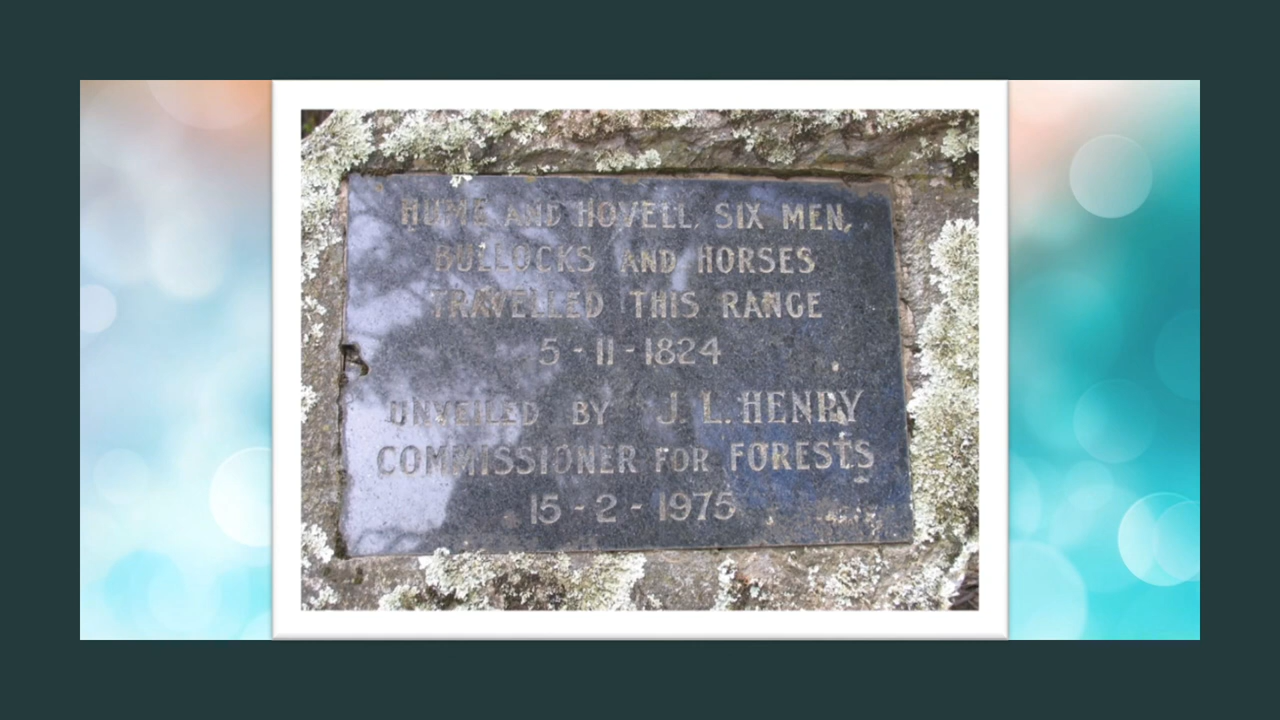 HUME AND HOVELL, SIX MEN,
BULLOCKS AND HORSES
TRAVELLED THIS RANGE
5-11-1824
UNVEILED BY J. L. HENRY
COMMISSIONER FOR FORESTS
15-2-1975